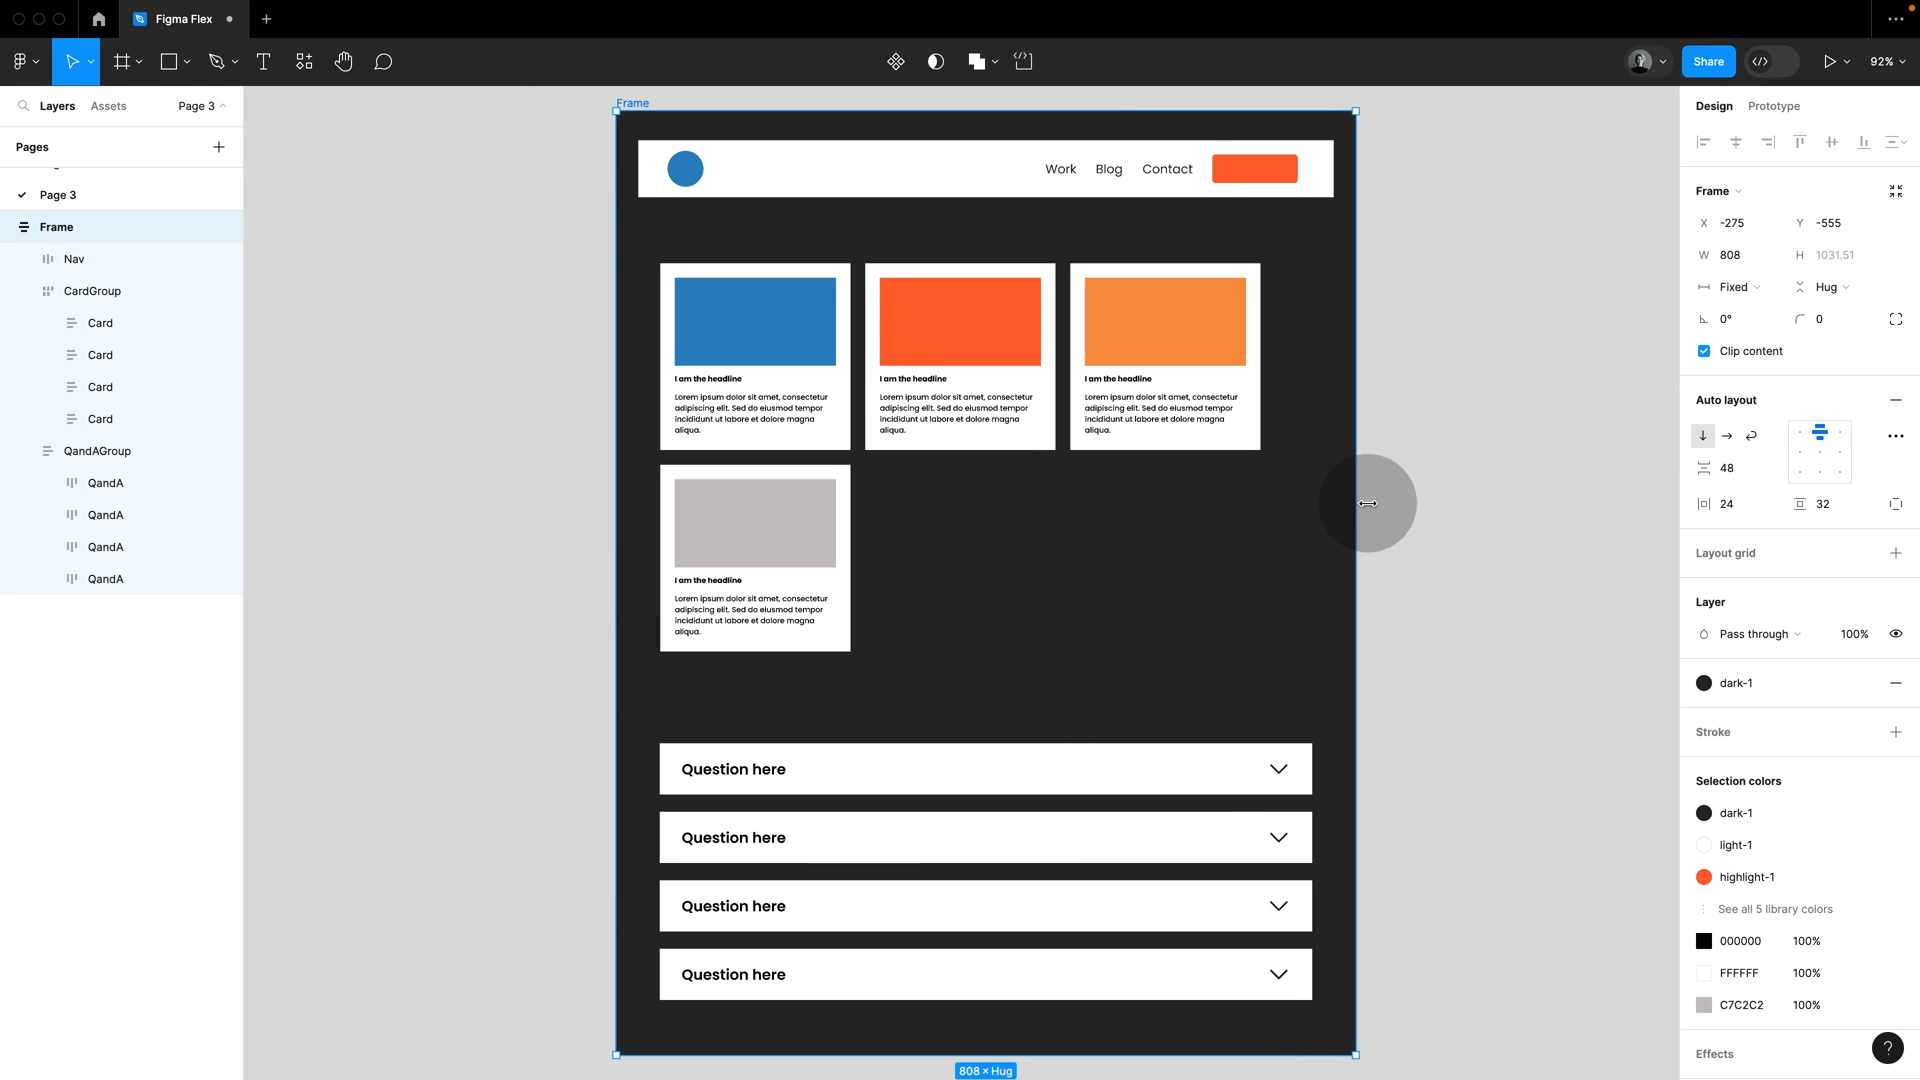 Figma Flex
Share
92%
Layers
Assets
Page 3
Pages
Page 3
Frame
Nav
CardGroup
Card
Card
Card
Card
QandAGroup
QandA
QandA
QandA
QandA
Frame
Work
Blog
Contact
I am the headline
Lorem ipsum dolor sit amet, consectetur
adipiscing elit. Sed do eiusmod tempor
incididunt ut labore et dolore magna
aliqua.
I am the headline
Lorem ipsum dolor sit amet, consectetur
adipiscing elit. Sed do eiusmod tempor
incididunt ut labore et dolore magna
aliqua.
I am the headline
Lorem ipsum dolor sit amet, consectetur
adipiscing elit. Sed do eiusmod tempor
incididunt ut labore et dolore magna
aliqua.
I am the headline
Lorem ipsum dolor sit amet, consectetur
adipiscing elit. Sed do eiusmod tempor
incididunt ut labore et dolore magna
aliqua.
Question here
Question here
Question here
Question here
808 × Hug
Design
Prototype
Frame
X -275 Y -555
W 808 H 1031.51
Fixed Hug
0° 0
Clip content
Auto layout
48
24 32
Layout grid
Layer
Pass through 100%
dark-1
Stroke
Selection colors
dark-1
light-1
highlight-1
See all 5 library colors
000000 100%
FFFFFF 100%
C7C2C2 100%
Effects
?